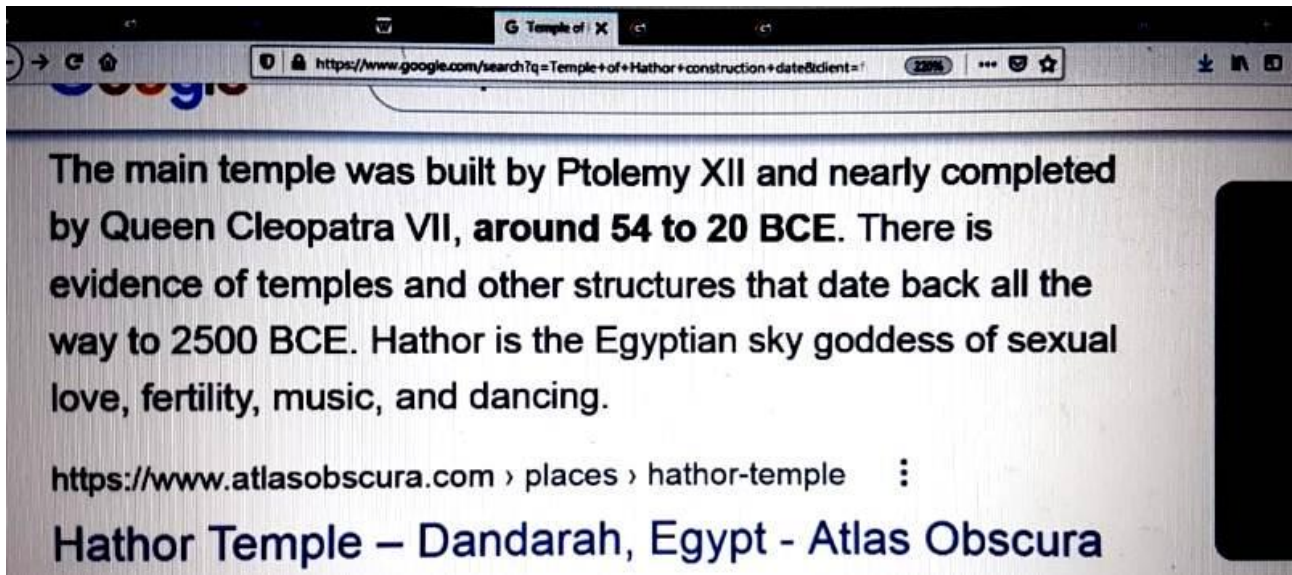 G Temple of
https://www.google.com/search?q=Temple+of+Hathor+construction+date&client=
220%
Google
The main temple was built by Ptolemy XII and nearly completed
by Queen Cleopatra VII, around 54 to 20 BCE. There is
evidence of temples and other structures that date back all the
way to 2500 BCE. Hathor is the Egyptian sky goddess of sexual
love, fertility, music, and dancing.
https://www.atlasobscura.com › places › hathor-temple
Hathor Temple – Dandarah, Egypt - Atlas Obscura